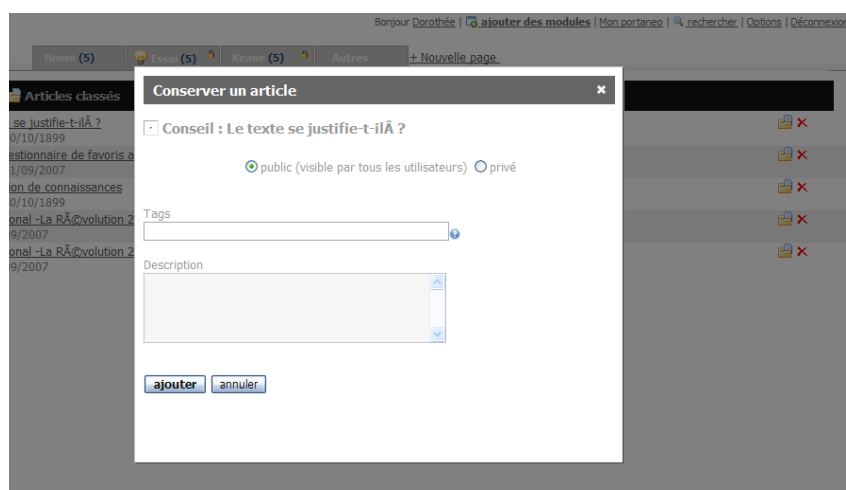 Bonjour Dorothée | ajouter des modules | Mon portaneo | rechercher | Options | Déconnexion
Home (5) Essai (5) Keane (5) Autres + Nouvelle page
Articles classés
Conserver un article
se justifie-t-ilÂ ?
0/10/1899
estionnaire de favoris a
1/09/2007
ion de connaissances
0/10/1899
onal -La RÃ©volution 2
9/2007
onal -La RÃ©volution 2
09/2007
Conseil : Le texte se justifie-t-ilÂ ?
public (visible par tous les utilisateurs) privé
Tags
Description
ajouter annuler